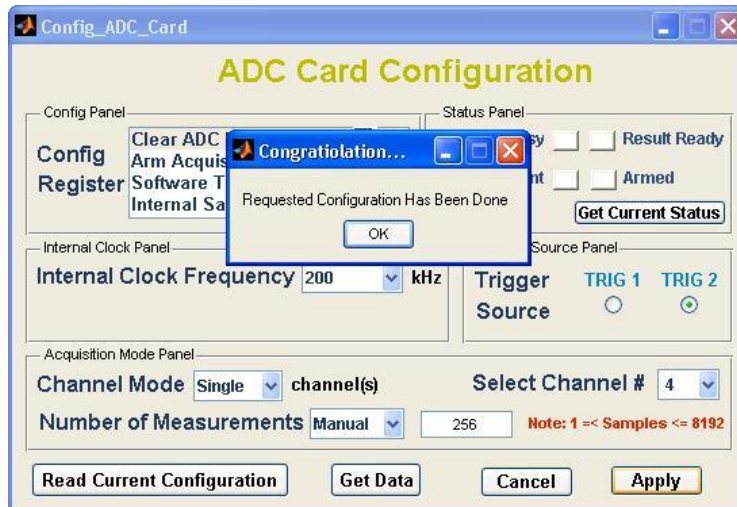 Config_ADC_Card
ADC Card Configuration
Config Panel
Status Panel
Config
Register
Clear ADC
Arm Acquis
Software T
Internal Sa
Result Ready
Armed
Get Current Status
Congratiolation...
Requested Configuration Has Been Done
OK
Internal Clock Panel
Internal Clock Frequency 200 kHz
Source Panel
Trigger
Source
TRIG 1 TRIG 2
Acquisition Mode Panel
Channel Mode Single channel(s)
Select Channel # 4
Number of Measurements Manual 256 Note: 1 =< Samples <= 8192
Read Current Configuration Get Data Cancel Apply